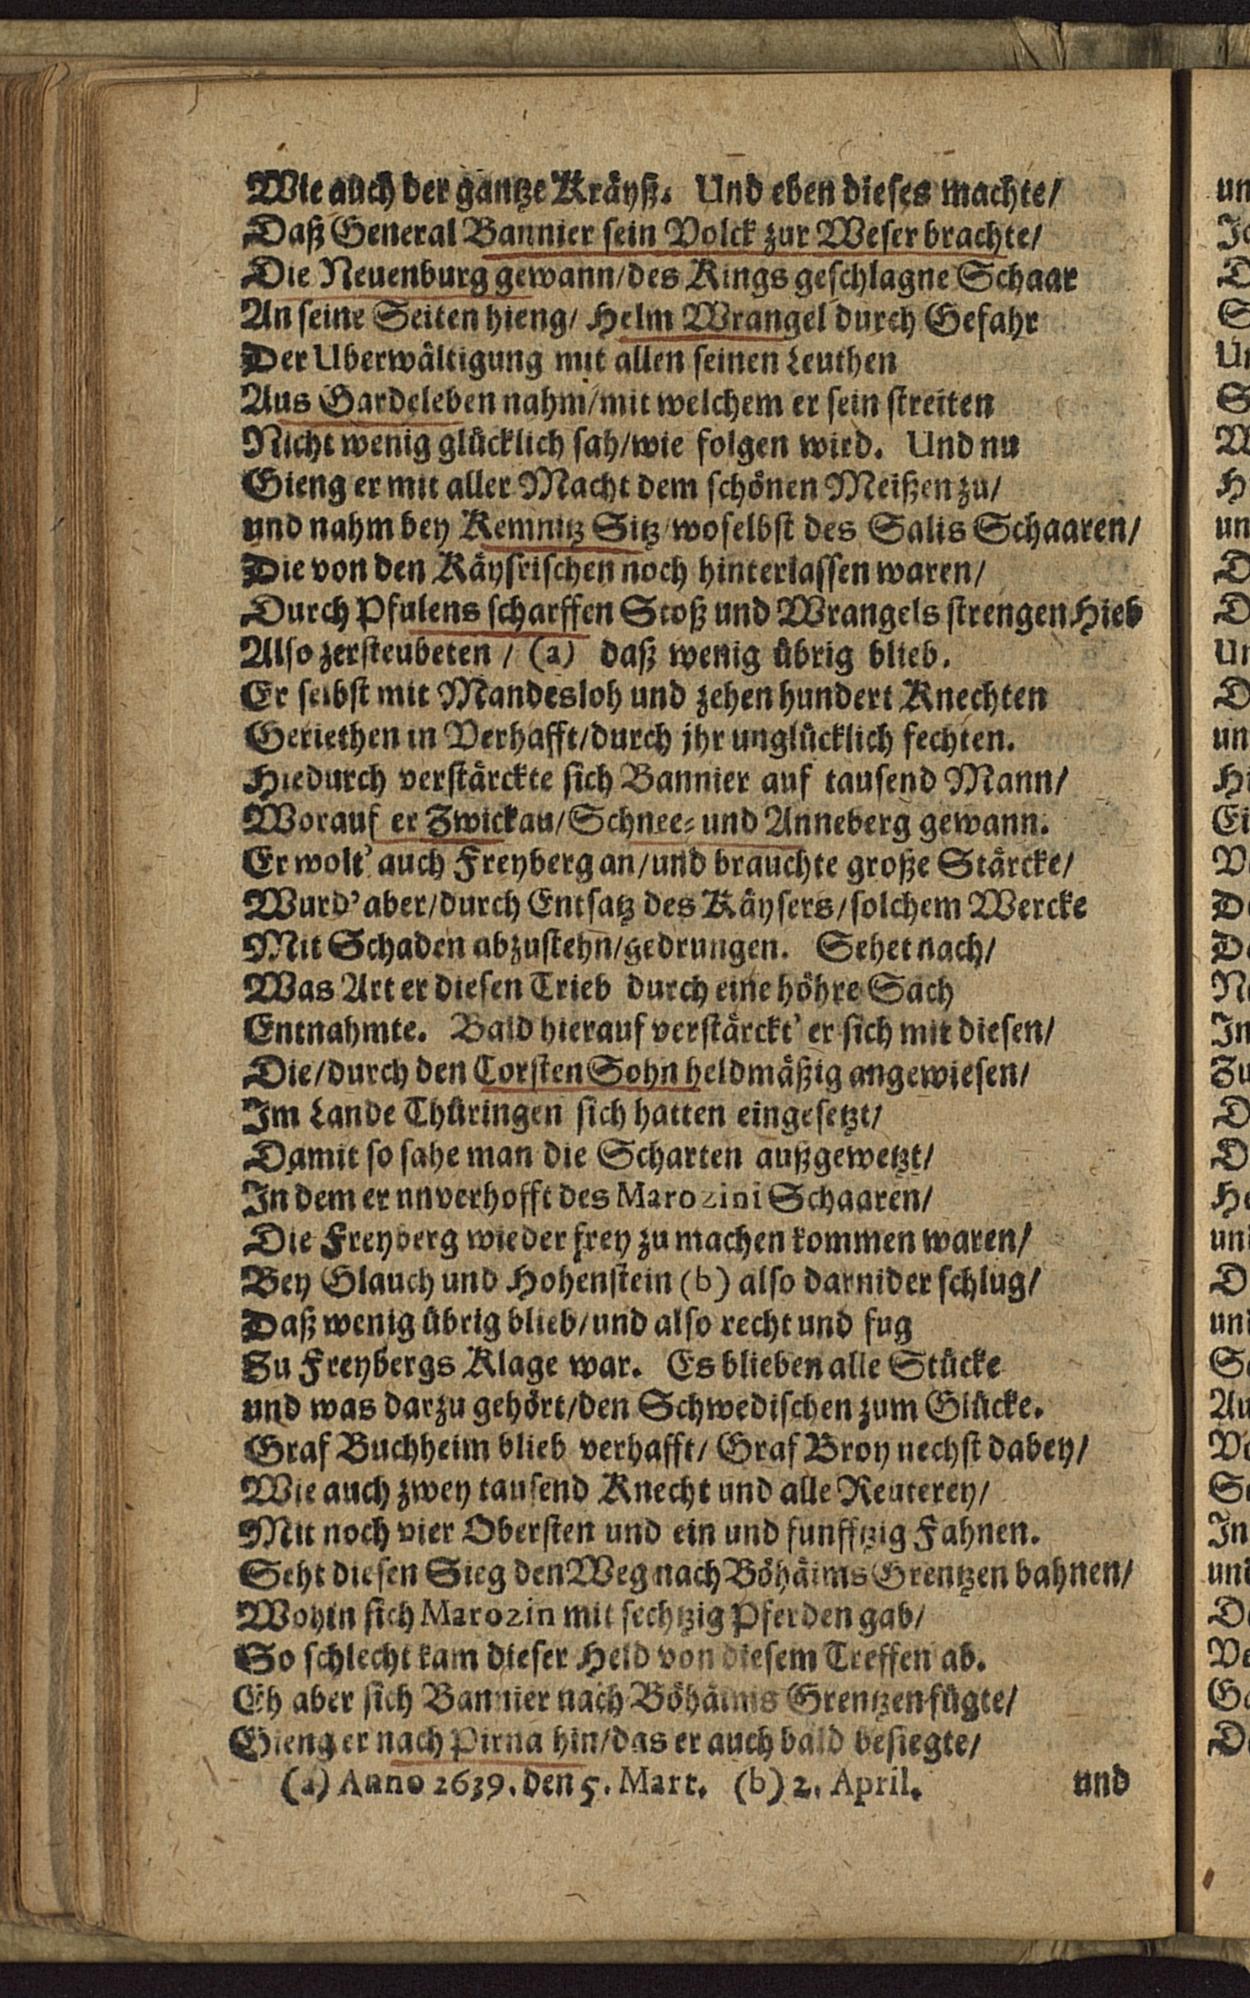 Wie auch der gantze Kräyß. Und eben dieses machte/
Daß General Bannier sein Volck zur Weser brachte/
Die Neuenburg gewann/des Kings geschlagne Schaar
An seine Seiten hieng/ Helm Wrangel durch Gefahr
Der Uberwältigung mit allen seinen Leuthen
Aus Gardeleben nahm/mit welchem er sein streiten
Nicht wenig glücklich sah/wie folgen wird. Und nu
Gieng er mit aller Macht dem schönen Meißen zu/
und nahm bey Kemnitz Sitz/woselbst des Salis Schaaren/
Die von den Käysrischen noch hinterlassen waren/
Durch Pfulens scharffen Stoß und Wrangels strengen Hieb
Also zersteubeten / (a) daß wenig übrig blieb.
Er selbst mit Mandesloh und zehen hundert Knechten
Geriethen in Verhafft/durch jhr unglücklich fechten.
Hiedurch verstärckte sich Bannier auf tausend Mann/
Worauf er Zwickau/Schnee- und Anneberg gewann.
Er wolt' auch Freyberg an/und brauchte große Stärcke/
Wurd' aber/durch Entsatz des Käysers/solchem Wercke
Mit Schaden abzustehn/gedrungen. Sehet nach/
Was Art er diesen Trieb durch eine höhre Sach
Entnahmte. Bald hierauf verstärckt' er sich mit diesen/
Die/durch den Torsten Sohn heldmäßig angewiesen/
Im Lande Thüringen sich hatten eingesetzt/
Damit so sahe man die Scharten außgewetzt/
In dem er unverhofft des Marozini Schaaren/
Die Freyberg wieder frey zu machen kommen waren/
Bey Glauch und Hohenstein (b) also darnider schlug/
Daß wenig übrig blieb/und also recht und fug
Zu Freybergs Klage war. Es blieben alle Stücke
und was darzu gehört/den Schwedischen zum Glücke.
Graf Buchheim blieb verhafft/ Graf Broy nechst dabey/
Wie auch zwey tausend Knecht und alle Reuterey/
Mit noch vier Obersten und ein und funfftzig Fahnen.
Seht diesen Sieg den Weg nach Böhäims Grentzen bahnen/
Wohin sich Marozin mit sechtzig Pferden gab/
So schlecht kam dieser Held von diesem Treffen ab.
Eh aber sich Bannier nach Böhäims Grentzen fügte/
Gieng er nach Pirna hin/das er auch bald besiegte/
(a) Anno 2639. den 5. Mart. (b) 2. April. und